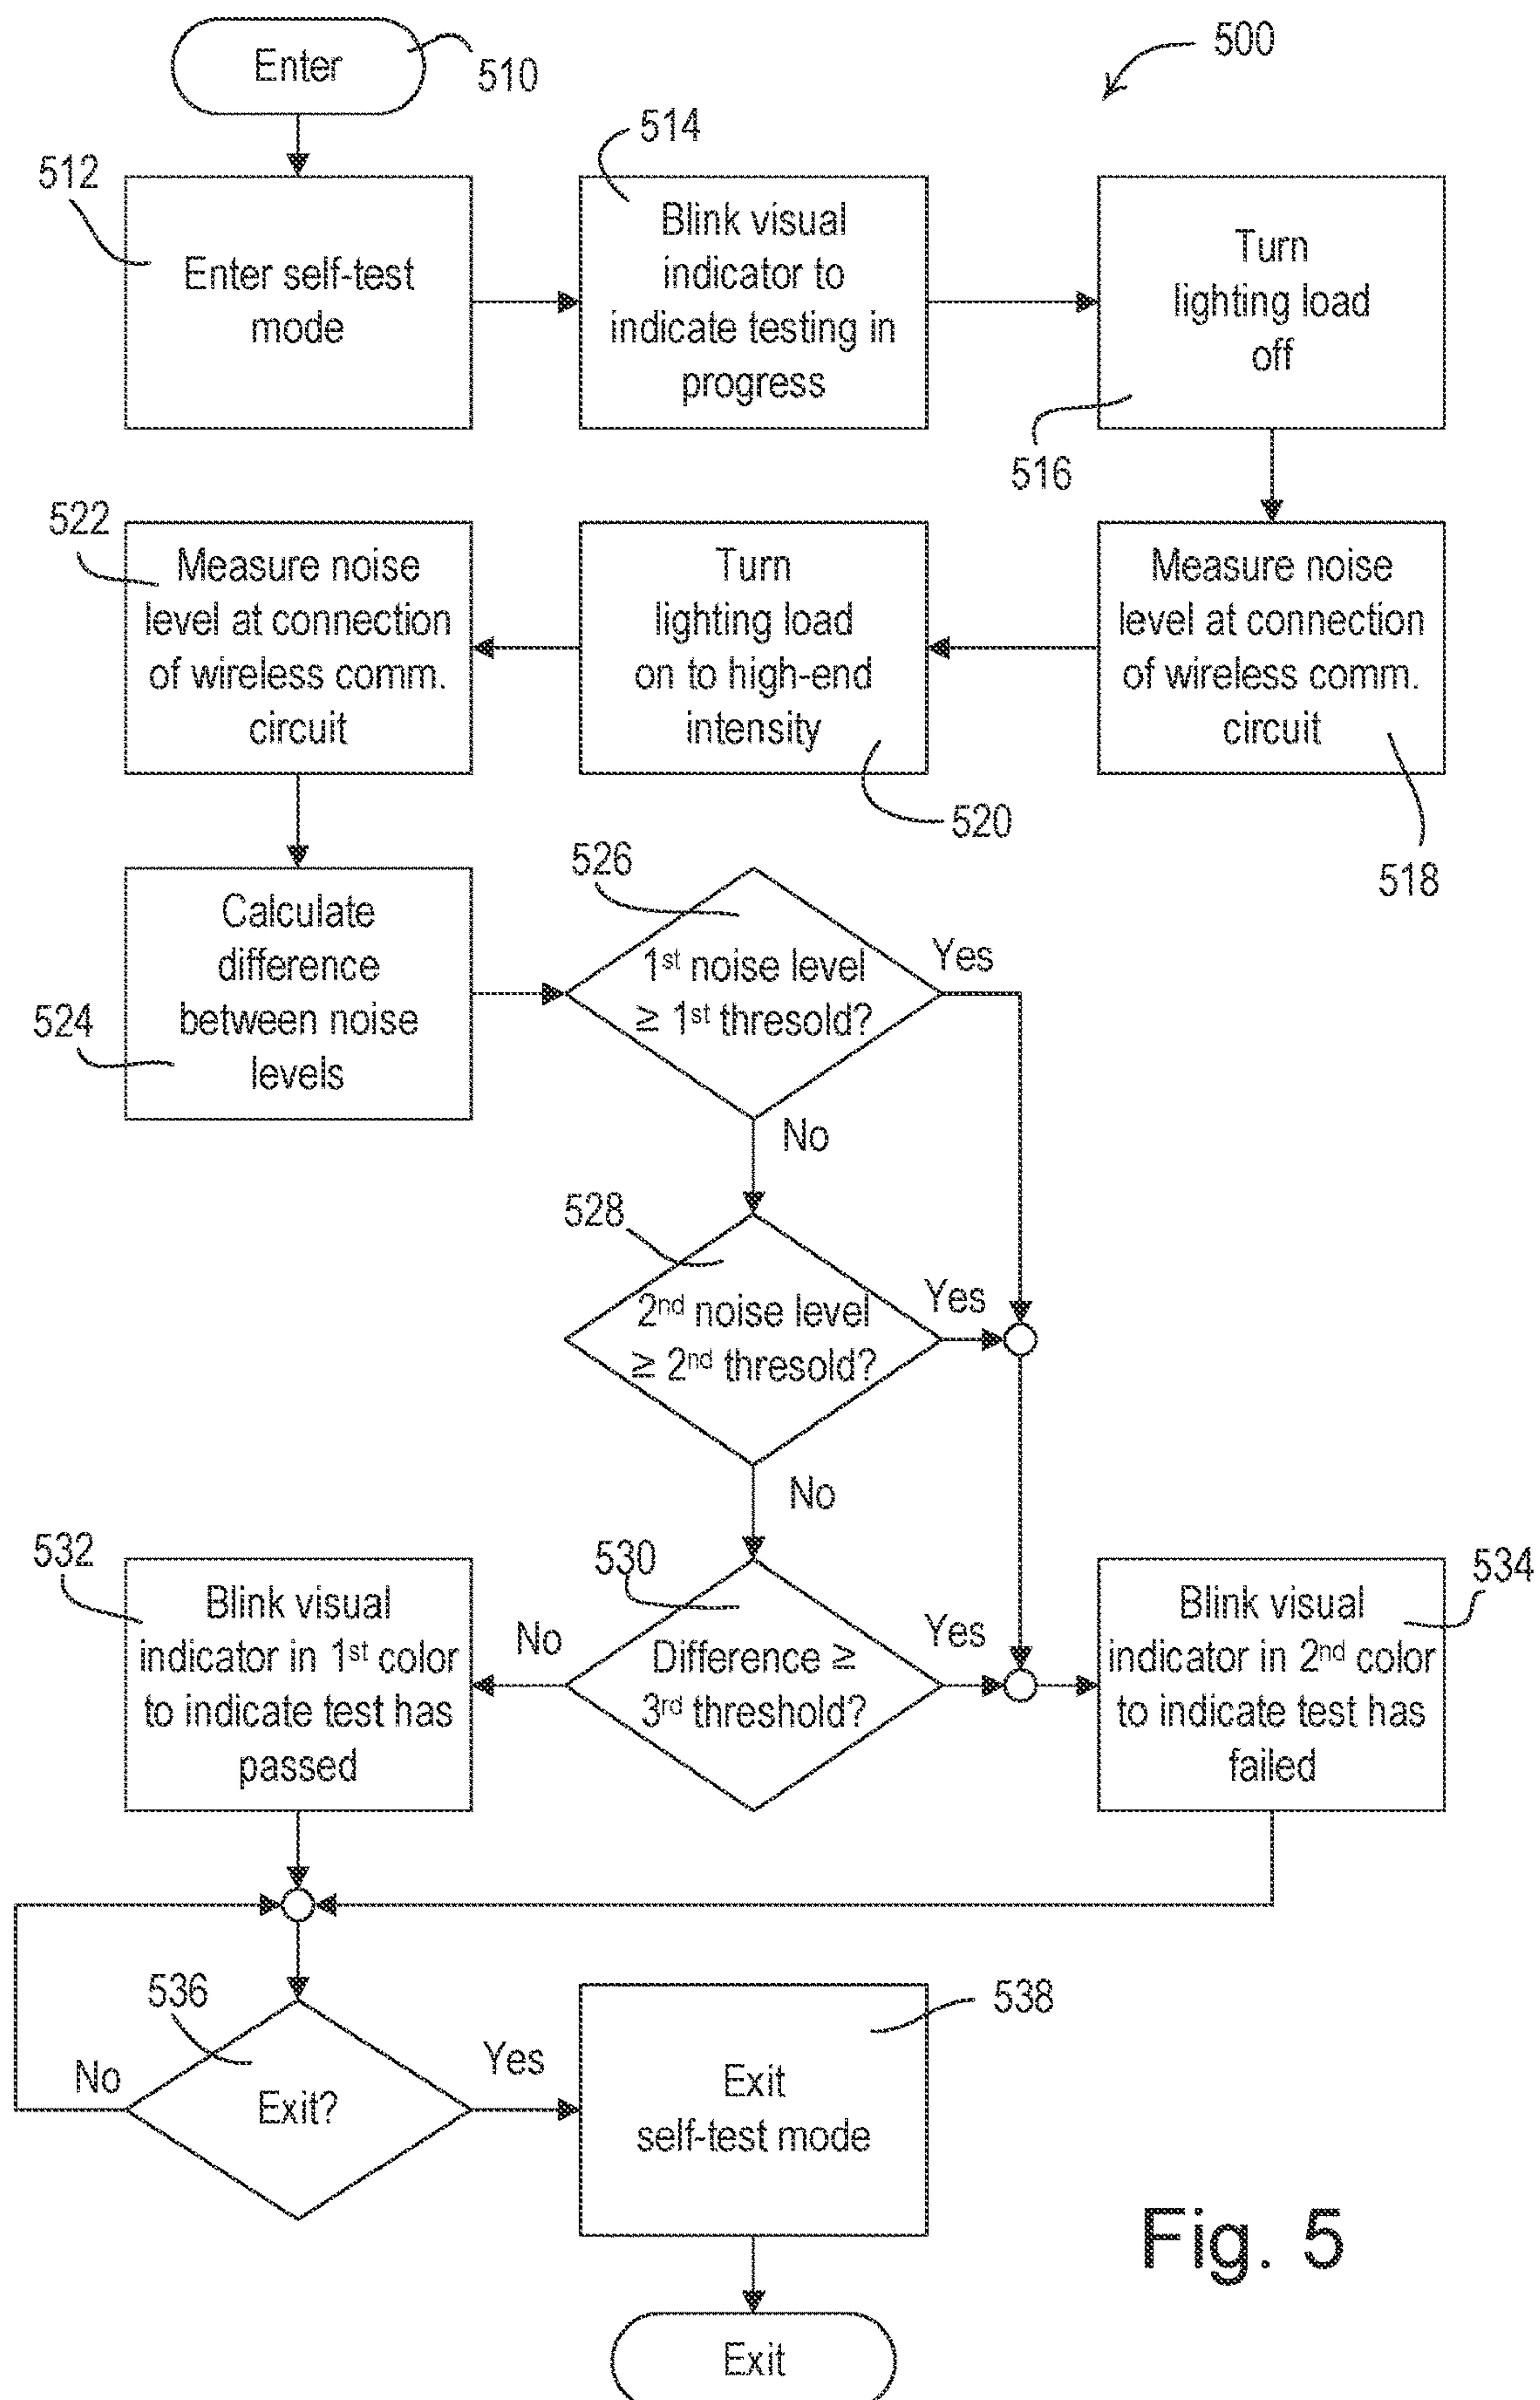 Enter
510
500
512
Enter self-test
mode
514
Blink visual
indicator to
indicate testing in
progress
Turn
lighting load
off
516
522
Measure noise
level at connection
of wireless comm.
circuit
Turn
lighting load
on to high-end
intensity
520
Measure noise
level at connection
of wireless comm.
circuit
518
Calculate
difference
between noise
levels
524
526
1st noise level
≥ 1st thresold?
Yes
No
528
2nd noise level
≥ 2nd thresold?
Yes
No
532
Blink visual
indicator in 1st color
to indicate test has
passed
No
530
Difference ≥
3rd threshold?
Yes
534
Blink visual
indicator in 2nd color
to indicate test has
failed
536
Exit?
No
Yes
538
Exit
self-test mode
Exit
Fig. 5